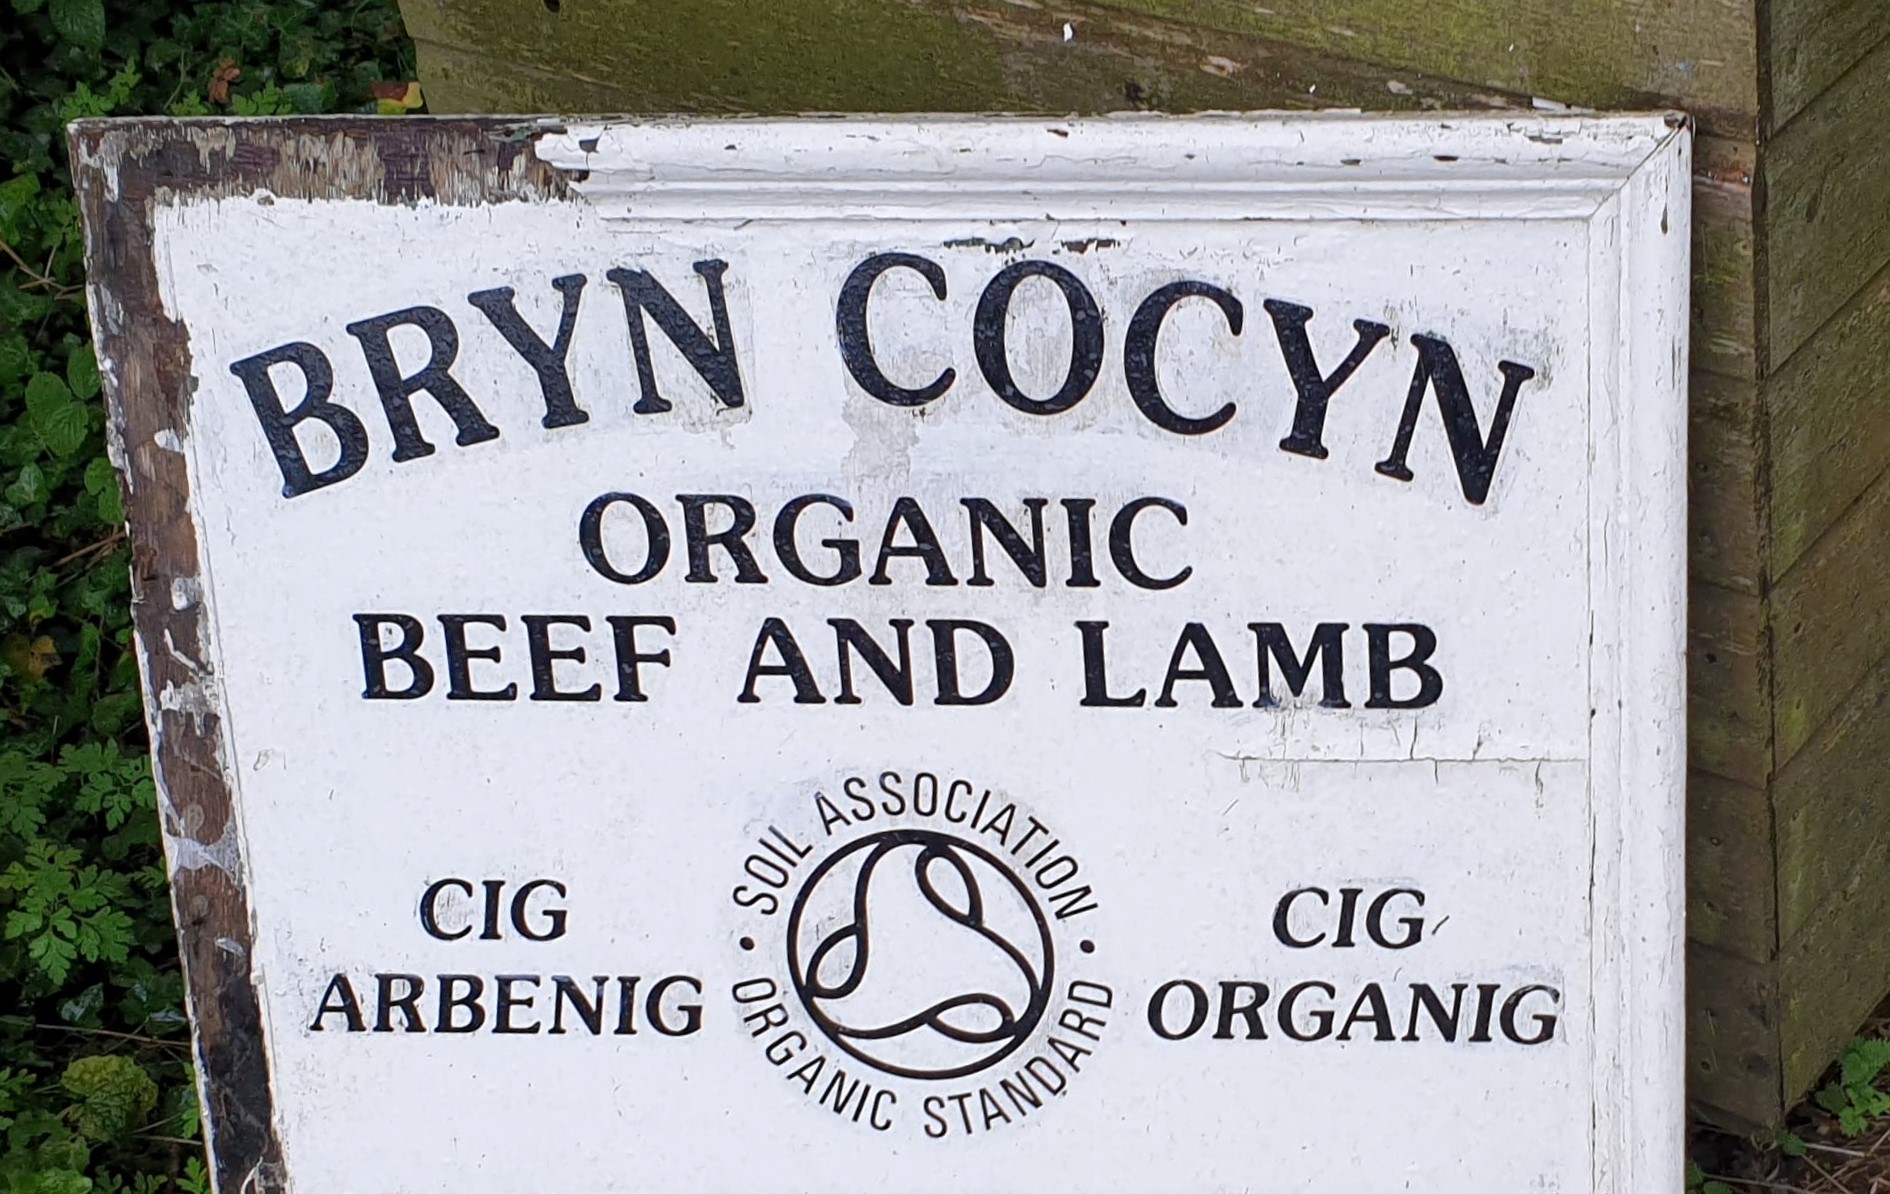 BRYN COCYN
ORGANIC
BEEF AND LAMB
CIG
ARBENIG
SOIL ASSOCIATION
ORGANIC STANDARD
CIG
ORGANIG